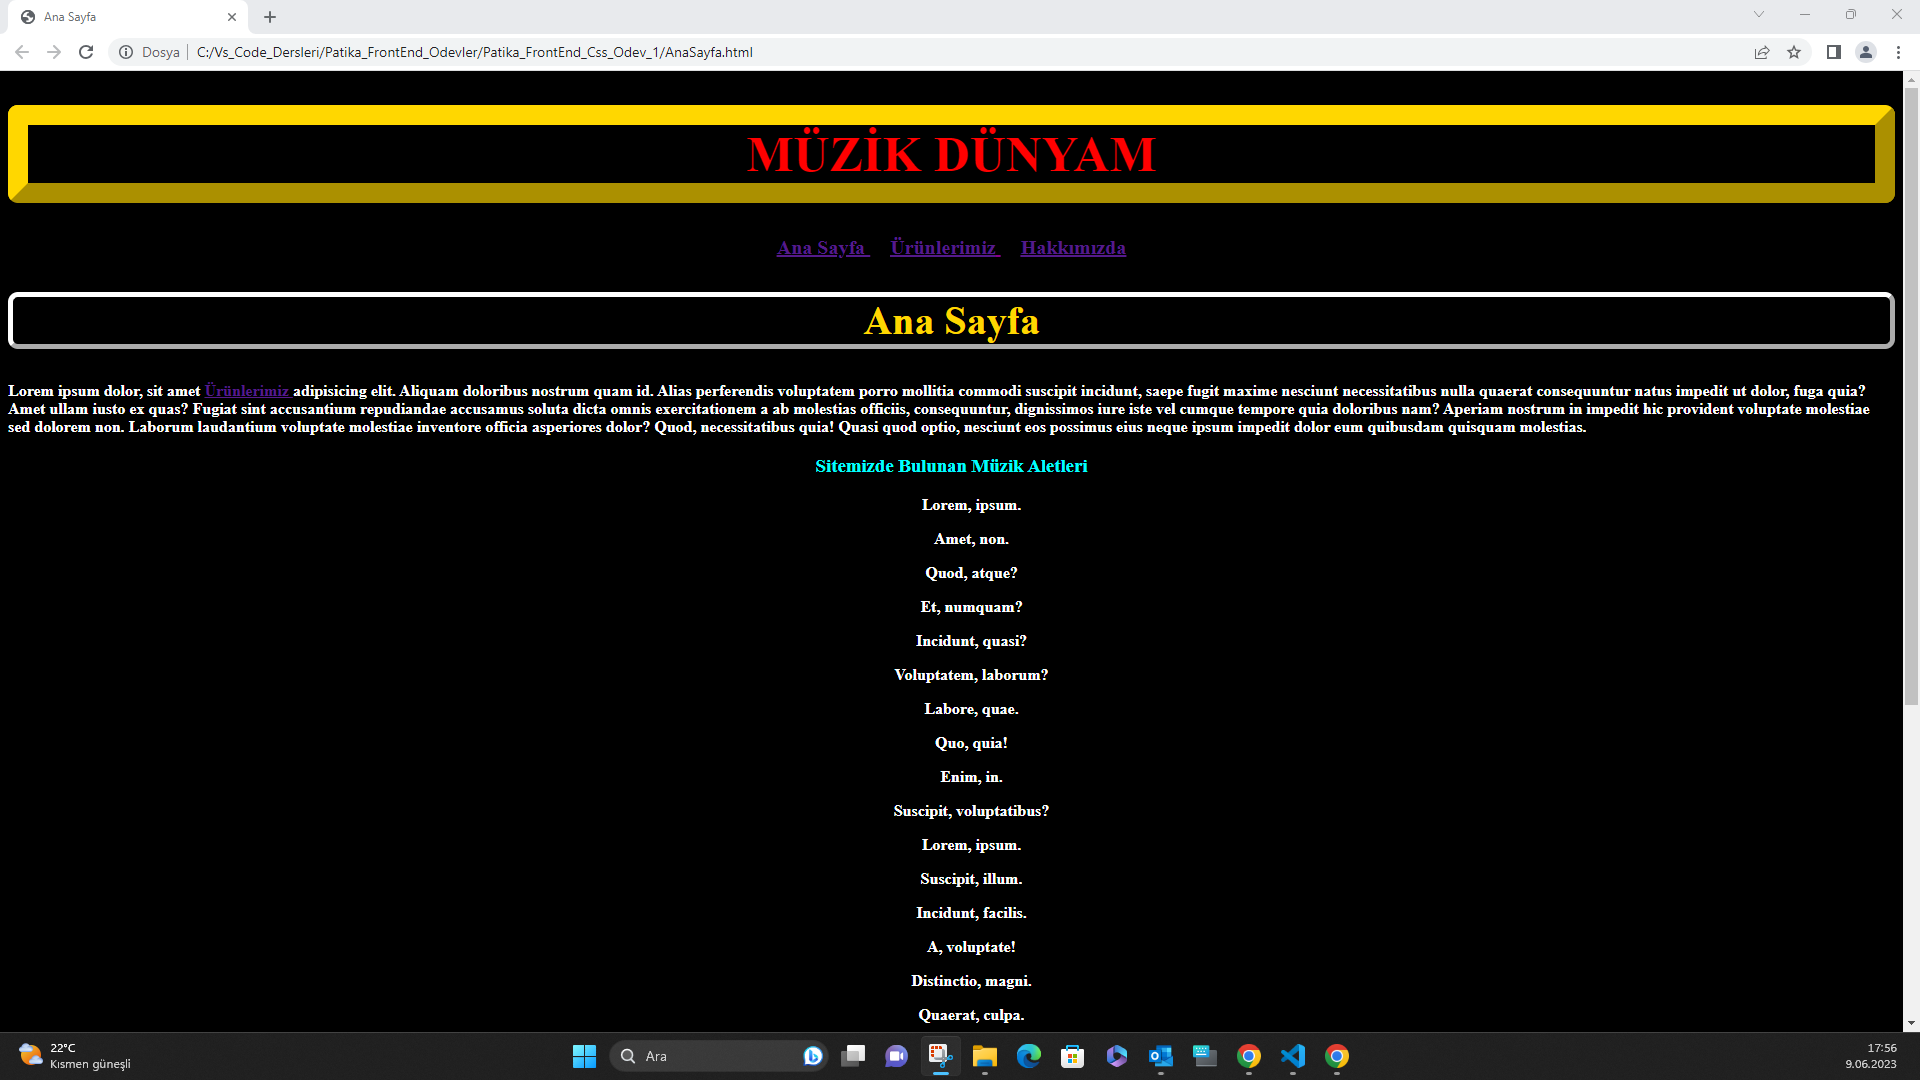 Ana Sayfa
Dosya
C:/Vs_Code_Dersleri/Patika_FrontEnd_Odevler/Patika_FrontEnd_Css_Odev_1/AnaSayfa.html
MÜZİK DÜNYAM
Ana Sayfa Ürünlerimiz Hakkımızda
Ana Sayfa
Lorem ipsum dolor, sit amet Ürünlerimiz adipisicing elit. Aliquam doloribus nostrum quam id. Alias perferendis voluptatem porro mollitia commodi suscipit incidunt, saepe fugit maxime nesciunt necessitatibus nulla quaerat consequuntur natus impedit ut dolor, fuga quia?
Amet ullam iusto ex quas? Fugiat sint accusantium repudiandae accusamus soluta dicta omnis exercitationem a ab molestias officiis, consequuntur, dignissimos iure iste vel cumque tempore quia doloribus nam? Aperiam nostrum in impedit hic provident voluptate molestiae
sed dolorem non. Laborum laudantium voluptate molestiae inventore officia asperiores dolor? Quod, necessitatibus quia! Quasi quod optio, nesciunt eos possimus eius neque ipsum impedit dolor eum quibusdam quisquam molestias.
Sitemizde Bulunan Müzik Aletleri
Lorem, ipsum.
Amet, non.
Quod, atque?
Et, numquam?
Incidunt, quasi?
Voluptatem, laborum?
Labore, quae.
Quo, quia!
Enim, in.
Suscipit, voluptatibus?
Lorem, ipsum.
Suscipit, illum.
Incidunt, facilis.
A, voluptate!
Distinctio, magni.
Quaerat, culpa.
22°C
Kısmen güneşli
Ara
17:56
9.06.2023